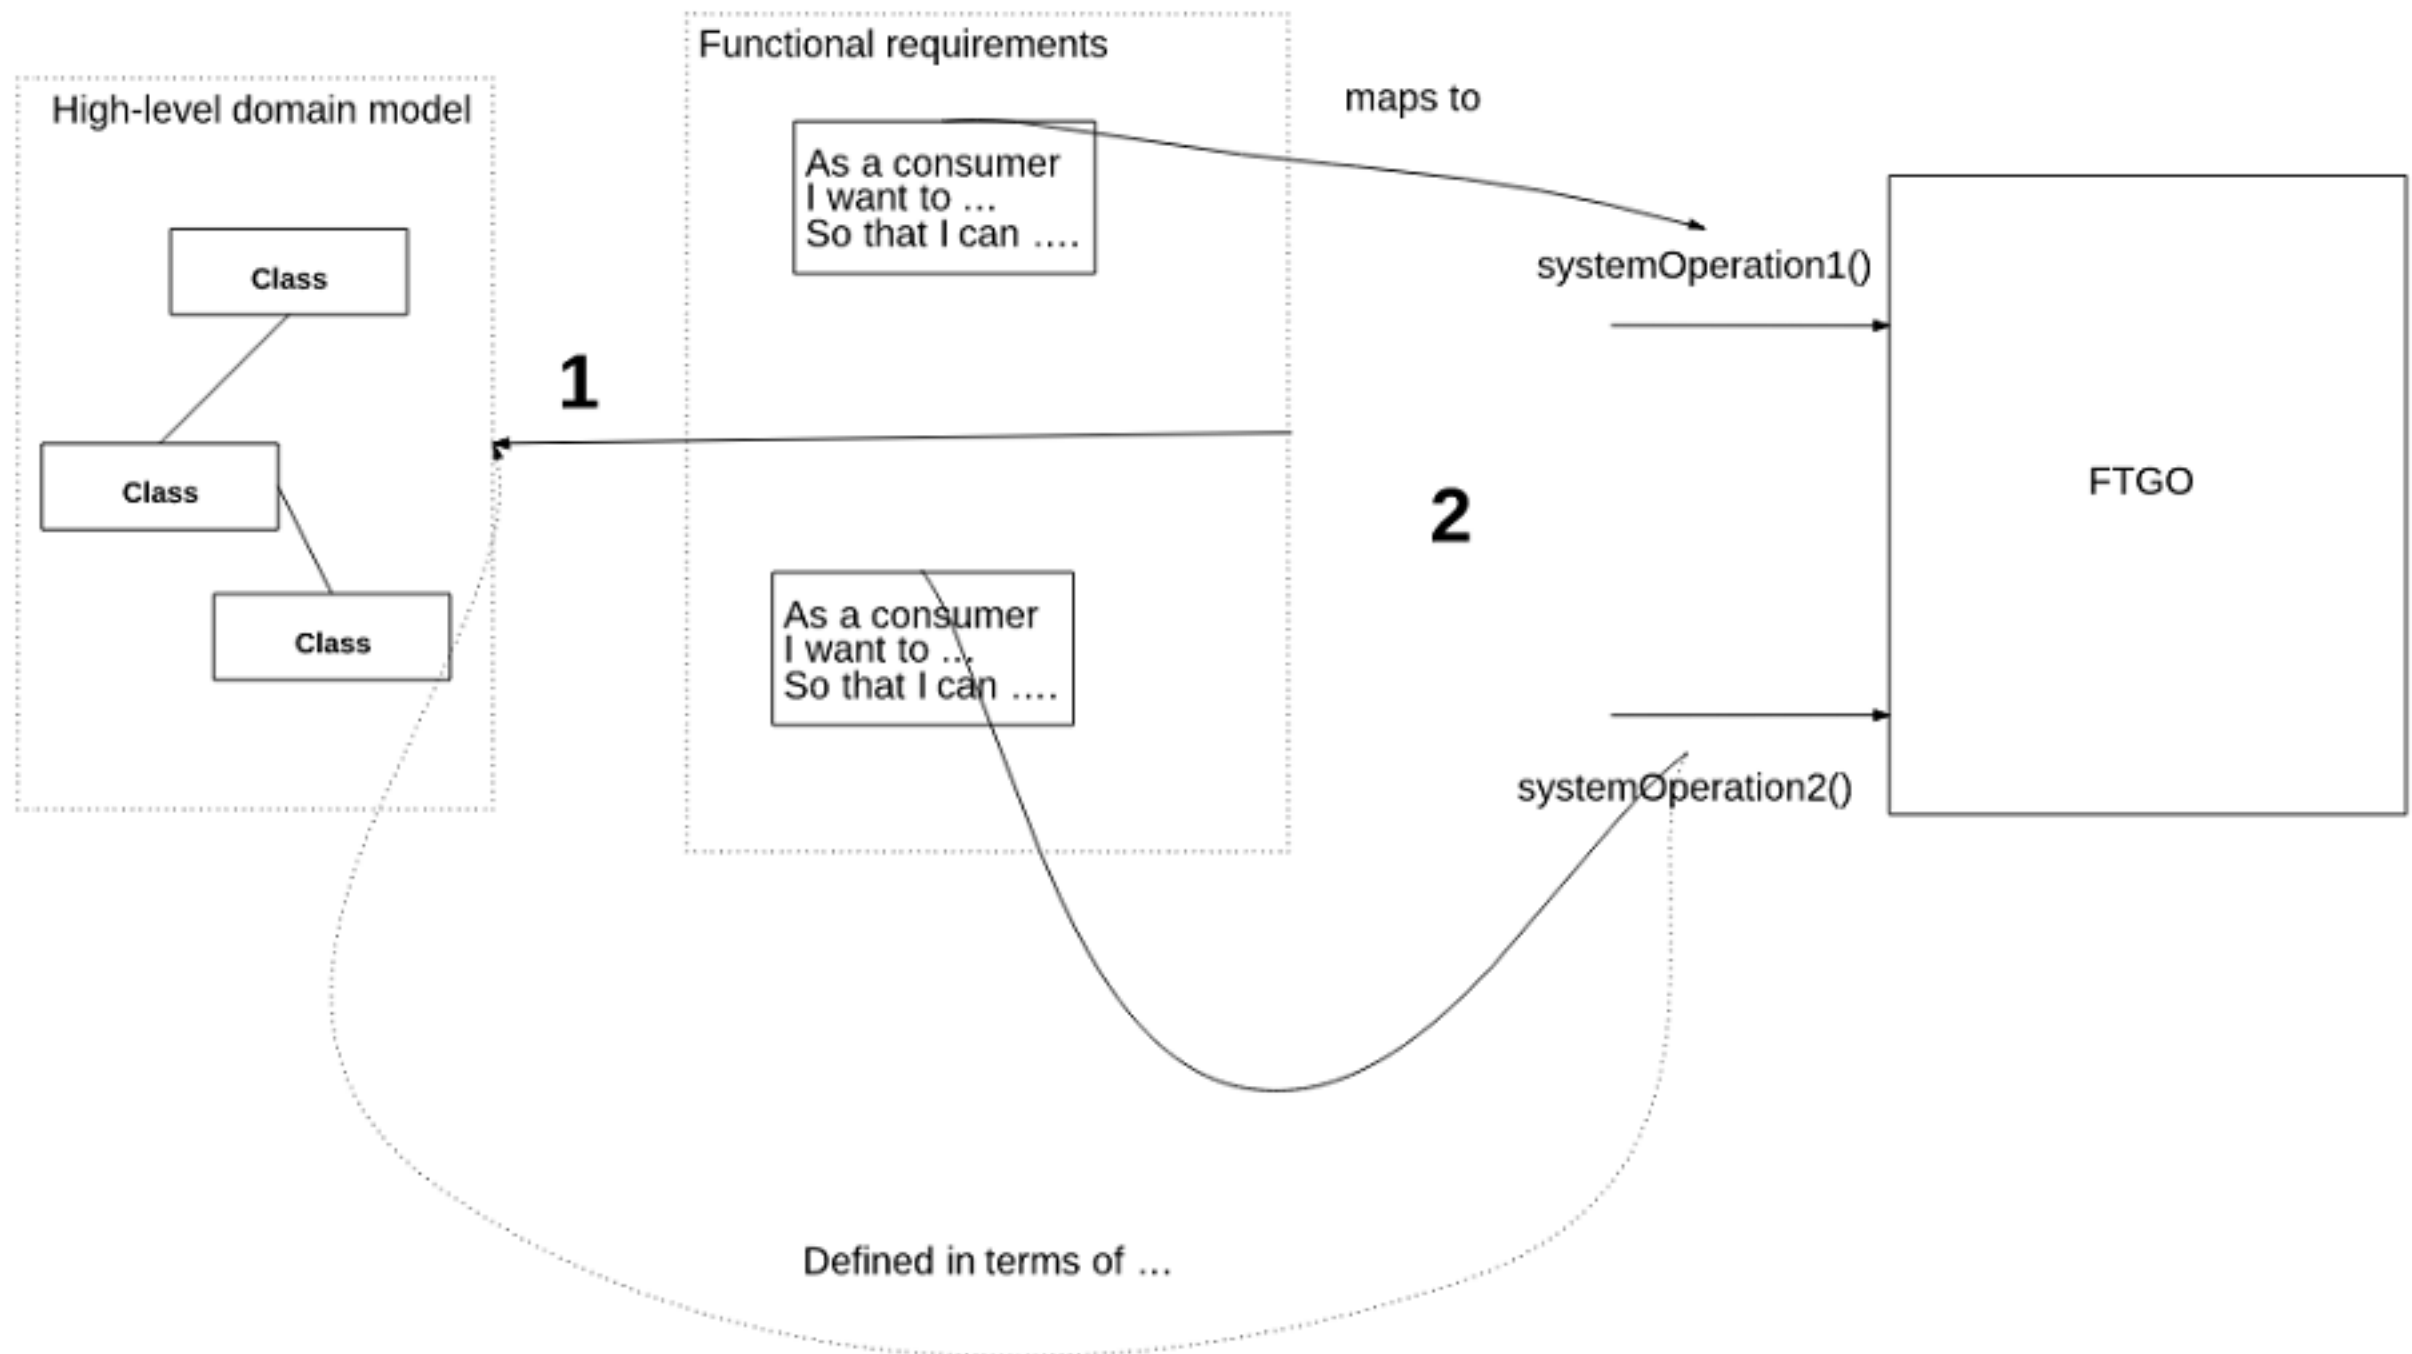 Functional requirements
High-level domain model
maps to
As a consumer
I want to ...
So that I can ....
Class
systemOperation1()
1
Class
FTGO
2
As a consumer
I want to ...
So that I can ....
Class
systemOperation2()
Defined in terms of ...